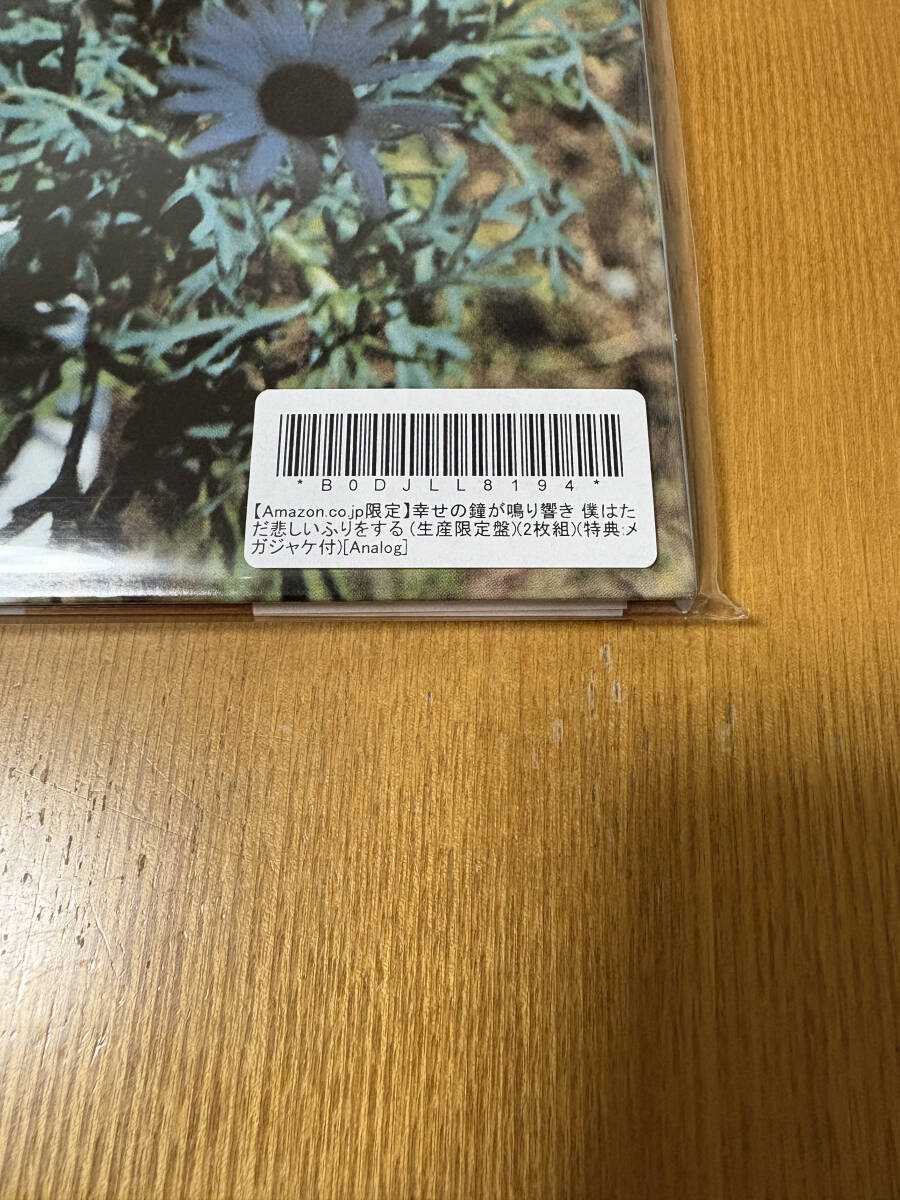 *B0DJLL8194*
【Amazon.co.jp限定】幸せの鐘が鳴り響き 僕はた
だ悲しいふりをする (生産限定盤)(2枚組)(特典:メ
ガジャケ付)[Analog]